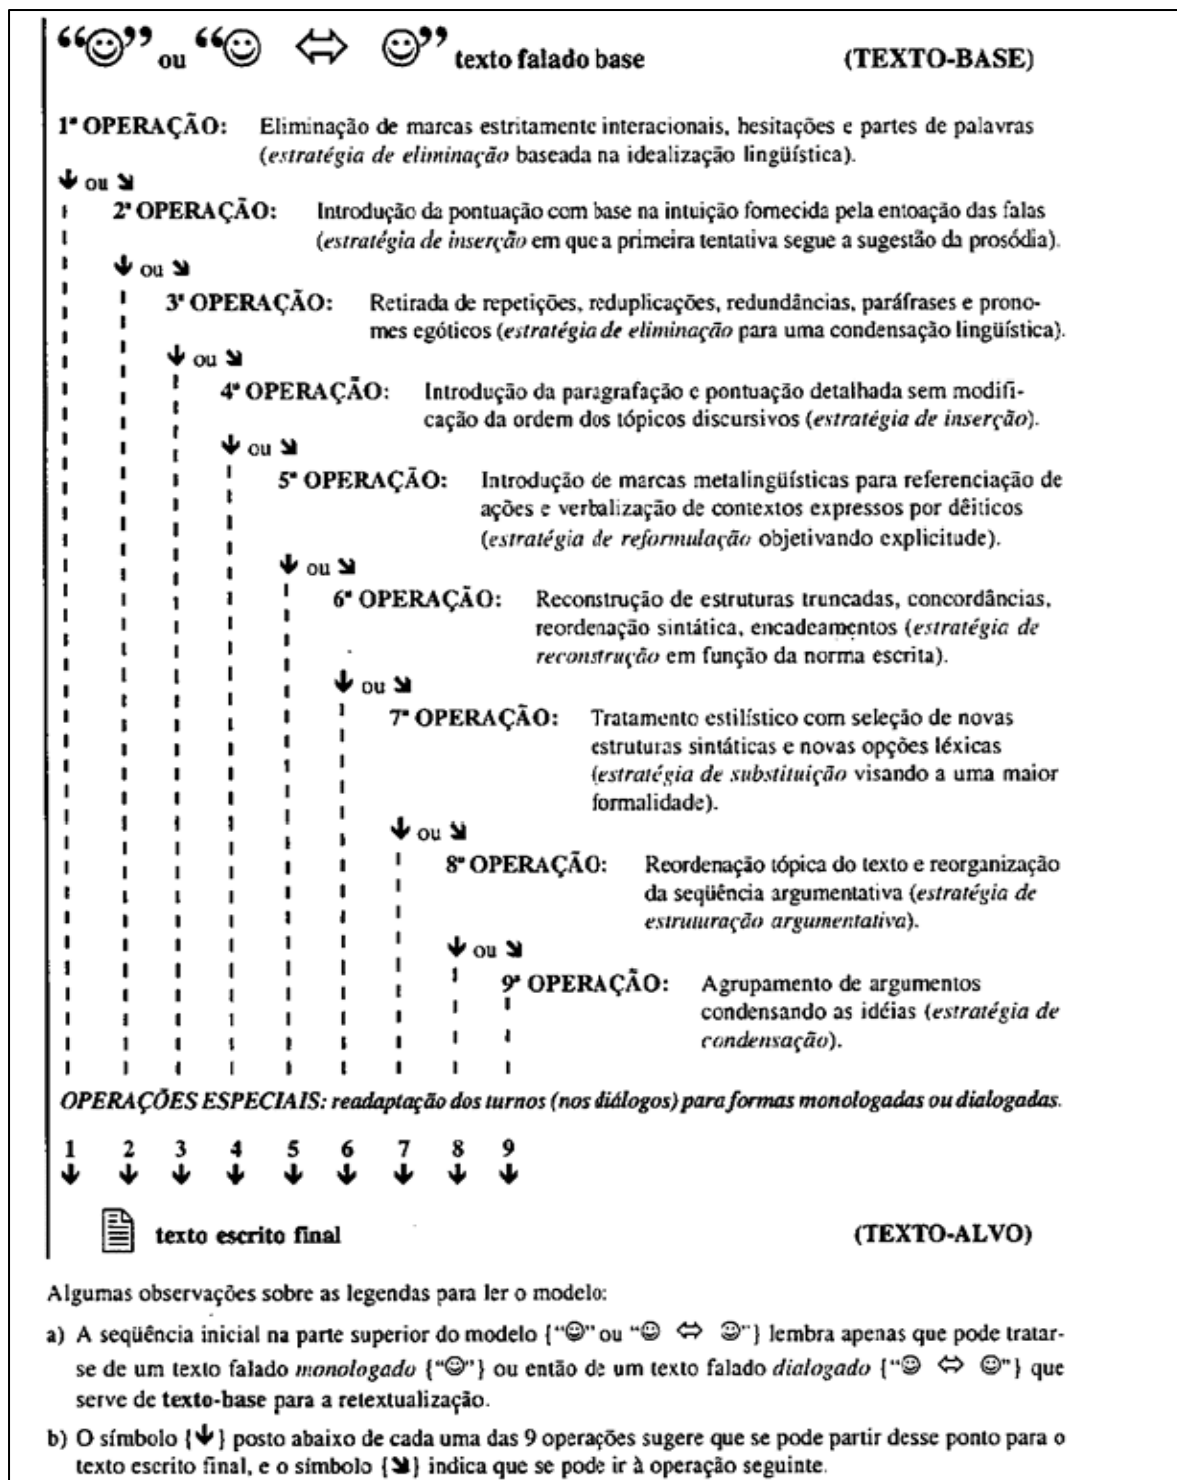 “☺” ou “☺ ⇔ ☺” texto falado base (TEXTO-BASE)
1ª OPERAÇÃO: Eliminação de marcas estritamente interacionais, hesitações e partes de palavras
(estratégia de eliminação baseada na idealização lingüística).
🡇 ou 🡮
2ª OPERAÇÃO: Introdução da pontuação com base na intuição fornecida pela entoação das falas
(estratégia de inserção em que a primeira tentativa segue a sugestão da prosódia).
🡇 ou 🡮
3ª OPERAÇÃO: Retirada de repetições, reduplicações, redundâncias, paráfrases e prono-
mes egóticos (estratégia de eliminação para uma condensação lingüística).
🡇 ou 🡮
4ª OPERAÇÃO: Introdução da paragrafação e pontuação detalhada sem modifi-
cação da ordem dos tópicos discursivos (estratégia de inserção).
🡇 ou 🡮
5ª OPERAÇÃO: Introdução de marcas metalingüísticas para referenciação de
ações e verbalização de contextos expressos por dêiticos
(estratégia de reformulação objetivando explicitude).
🡇 ou 🡮
6ª OPERAÇÃO: Reconstrução de estruturas truncadas, concordâncias,
reordenação sintática, encadeamentos (estratégia de
reconstrução em função da norma escrita).
🡇 ou 🡮
7ª OPERAÇÃO: Tratamento estilístico com seleção de novas
estruturas sintáticas e novas opções léxicas
(estratégia de substituição visando a uma maior
formalidade).
🡇 ou 🡮
8ª OPERAÇÃO: Reordenação tópica do texto e reorganização
da seqüência argumentativa (estratégia de
estruturação argumentativa).
🡇 ou 🡮
9ª OPERAÇÃO: Agrupamento de argumentos
condensando as idéias (estratégia de
condensação).
OPERAÇÕES ESPECIAIS: readaptação dos turnos (nos diálogos) para formas monologadas ou dialogadas.
1 2 3 4 5 6 7 8 9
texto escrito final (TEXTO-ALVO)
Algumas observações sobre as legendas para ler o modelo:
a) A seqüência inicial na parte superior do modelo {“☺” ou “☺ ⇔ ☺”} lembra apenas que pode tratar-
se de um texto falado monologado {“☺”} ou então de um texto falado dialogado {“☺ ⇔ ☺”} que
serve de texto-base para a retextualização.
b) O símbolo {🡇} posto abaixo de cada uma das 9 operações sugere que se pode partir desse ponto para o
texto escrito final, e o símbolo {🡮} indica que se pode ir à operação seguinte.